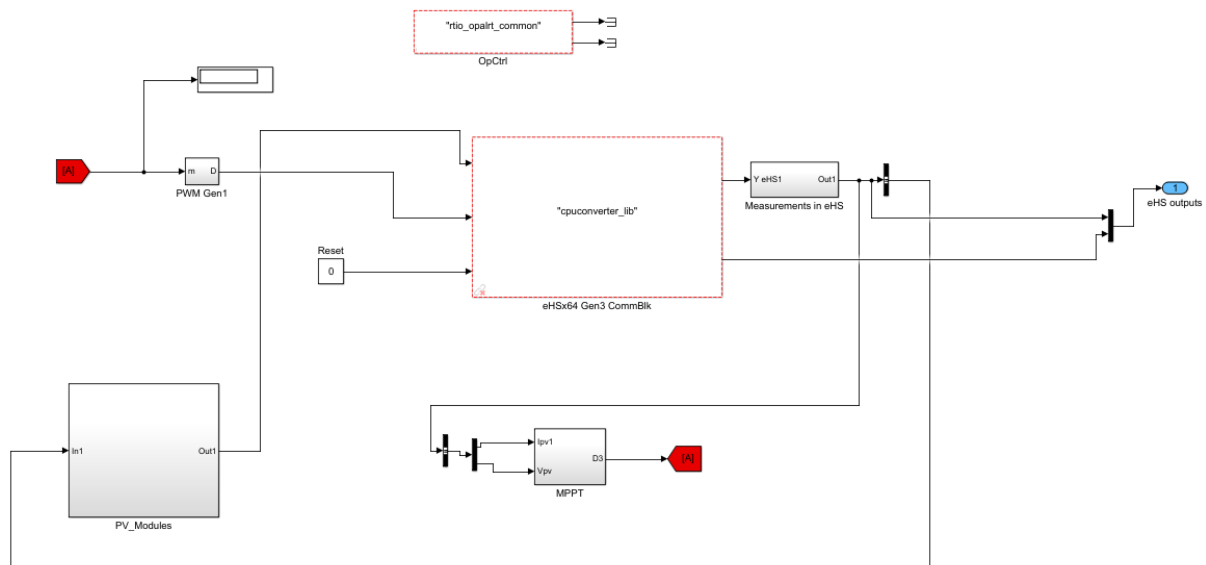 "rtio_opalrt_common"
OpCtrl
[A]
m
D
PWM Gen1
"cpuconverter_lib"
Y eHS1
Out1
Measurements in eHS
1
eHS outputs
Reset
0
eHSx64 Gen3 CommBlk
In1
Out1
PV_Modules
Ipv1
Vpv
D3
MPPT
[A]